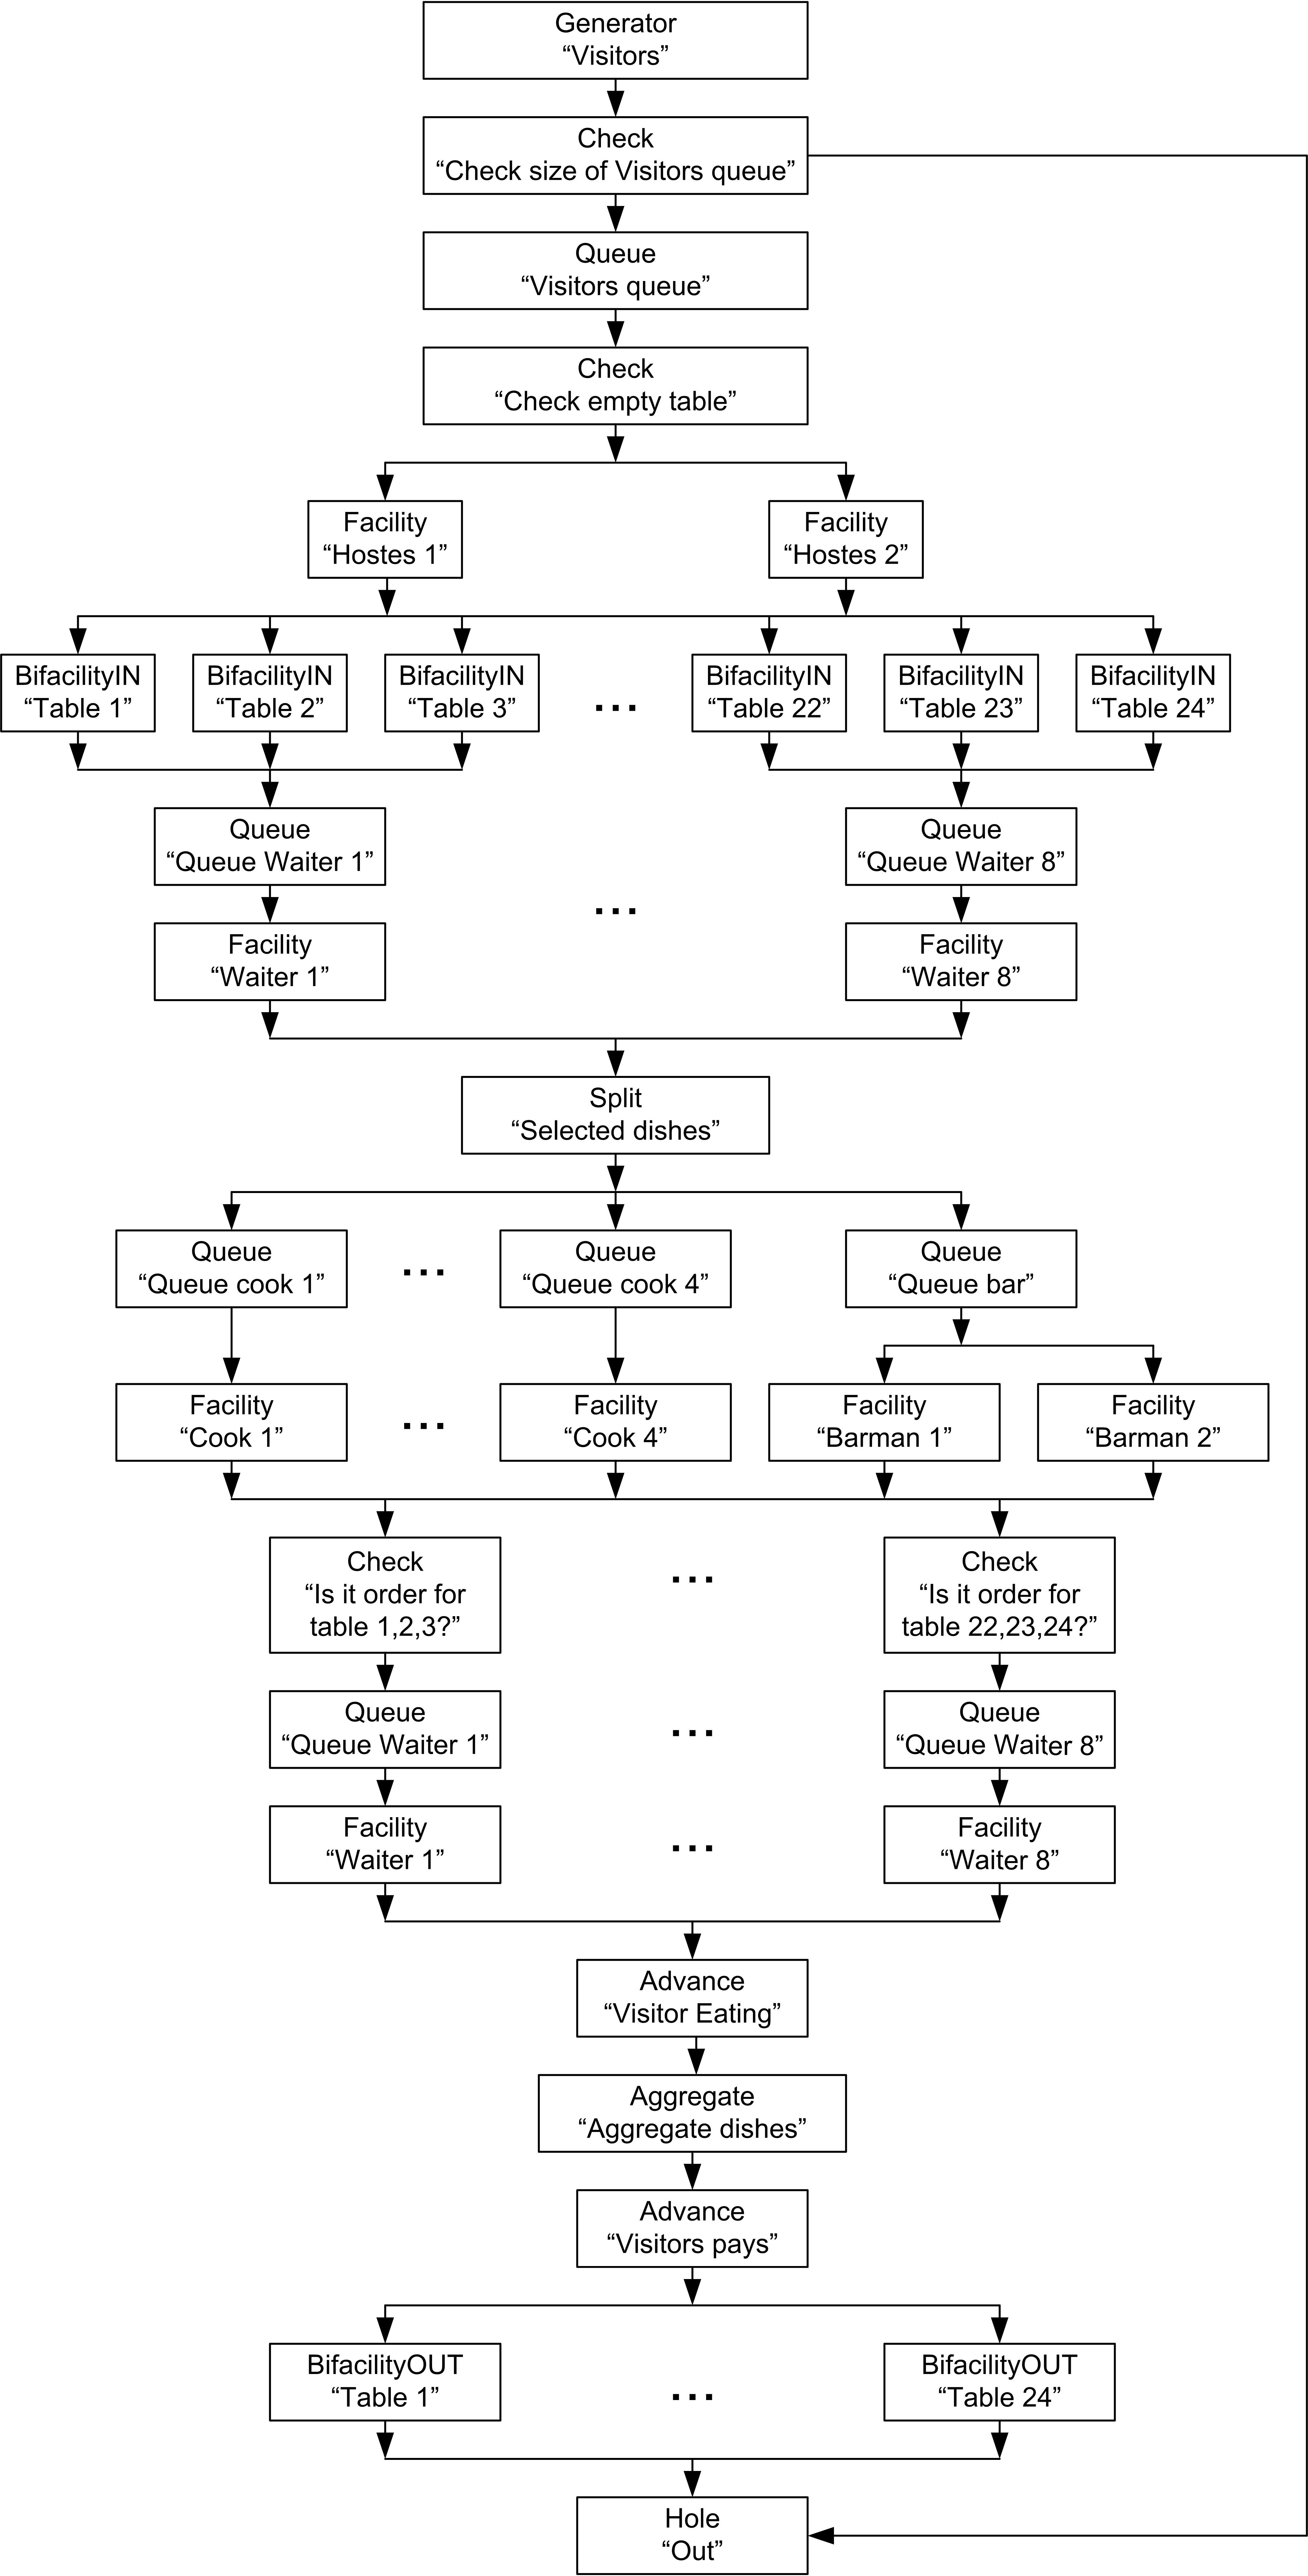 Generator
“Visitors”
Check
“Check size of Visitors queue”
Queue
“Visitors queue”
Check
“Check empty table”
Facility
“Hostes 1”
Facility
“Hostes 2”
BifacilityIN
“Table 1”
BifacilityIN
“Table 2”
BifacilityIN
“Table 3”
...
BifacilityIN
“Table 22”
BifacilityIN
“Table 23”
BifacilityIN
“Table 24”
Queue
“Queue Waiter 1”
Queue
“Queue Waiter 8”
...
Facility
“Waiter 1”
Facility
“Waiter 8”
Split
“Selected dishes”
Queue
“Queue cook 1”
...
Queue
“Queue cook 4”
Queue
“Queue bar”
Facility
“Cook 1”
...
Facility
“Cook 4”
Facility
“Barman 1”
Facility
“Barman 2”
Check
“Is it order for
table 1,2,3?”
...
Check
“Is it order for
table 22,23,24?”
Queue
“Queue Waiter 1”
...
Queue
“Queue Waiter 8”
Facility
“Waiter 1”
...
Facility
“Waiter 8”
Advance
“Visitor Eating”
Aggregate
“Aggregate dishes”
Advance
“Visitors pays”
BifacilityOUT
“Table 1”
...
BifacilityOUT
“Table 24”
Hole
“Out”